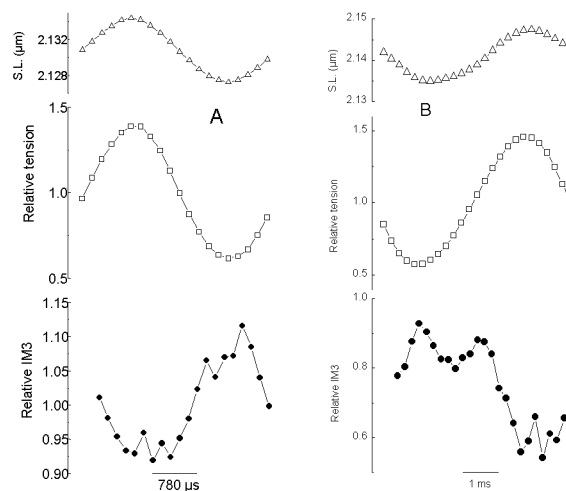 S.L. (µm)
2.132
2.128
A
Relative tension
1.5
1.0
0.5
Relative IM3
1.15
1.10
1.05
1.00
0.95
0.90
780 µs
S.L. (µm)
2.15
2.14
2.13
B
Relative tension
1.5
1.0
0.5
Relative IM3
1.0
0.8
0.6
1 ms